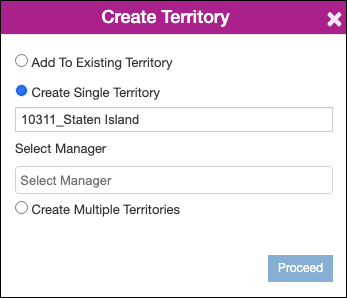 Create Territory
Add To Existing Territory
Create Single Territory
10311_Staten Island
Select Manager
Select Manager
Create Multiple Territories
Proceed